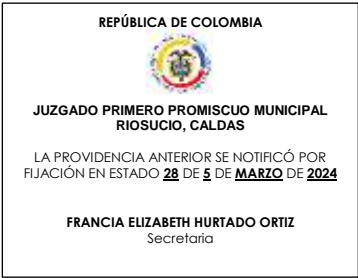 REPÚBLICA DE COLOMBIA
JUZGADO PRIMERO PROMISCUO MUNICIPAL
RIOSUCIO, CALDAS
LA PROVIDENCIA ANTERIOR SE NOTIFICÓ POR
FIJACIÓN EN ESTADO 28 DE 5 DE MARZO DE 2024
FRANCIA ELIZABETH HURTADO ORTIZ
Secretaria